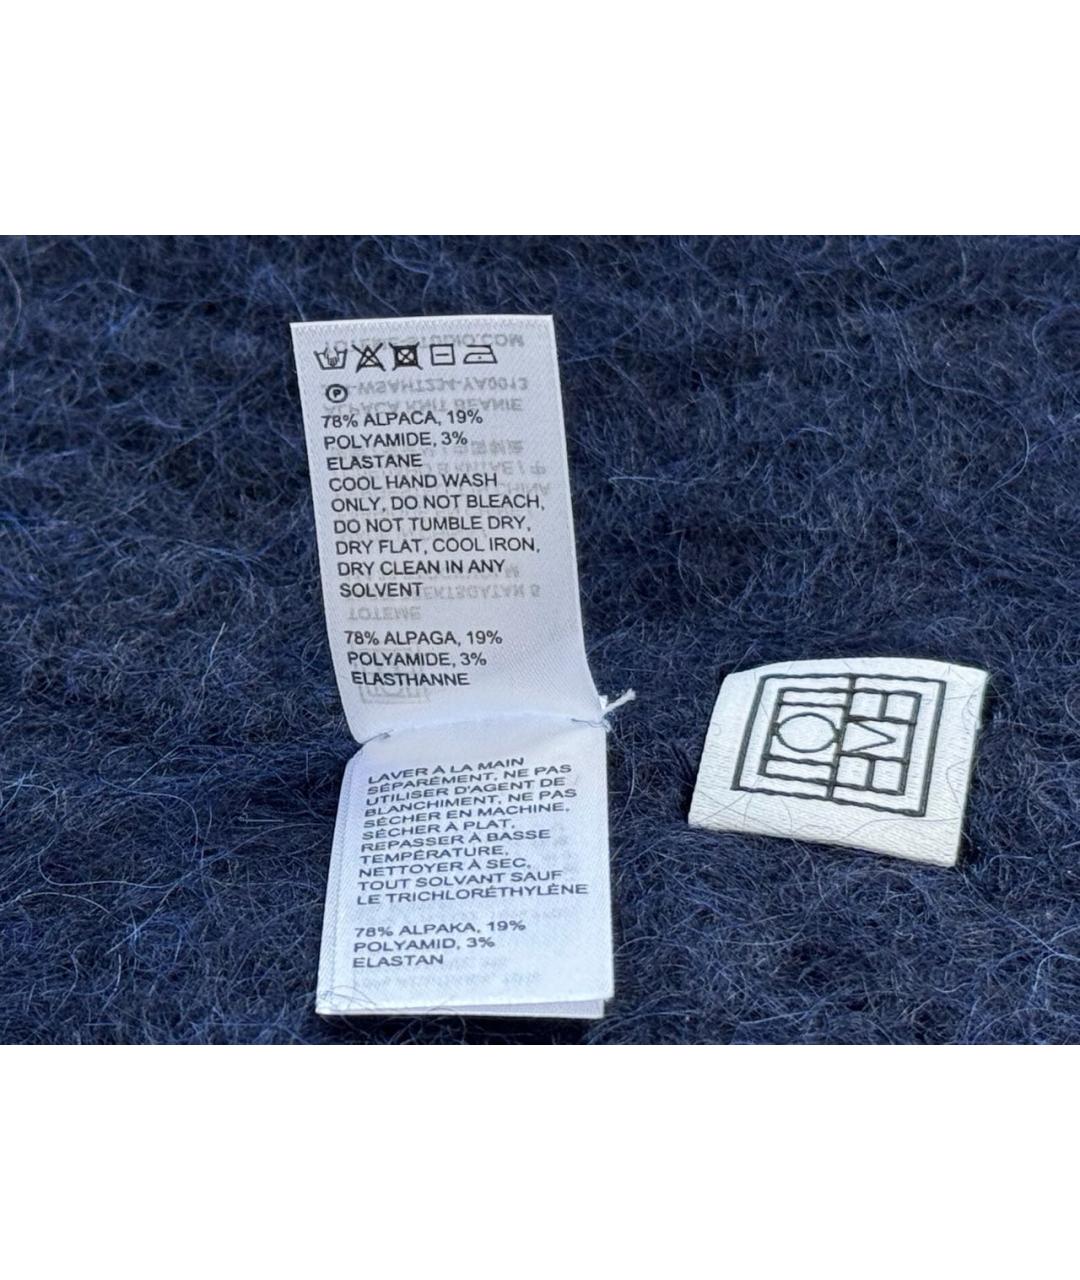 78% ALPACA, 19%
POLYAMIDE, 3%
ELASTANE
COOL HAND WASH
ONLY, DO NOT BLEACH,
DO NOT TUMBLE DRY,
DRY FLAT, COOL IRON,
DRY CLEAN IN ANY
SOLVENT
78% ALPAGA, 19%
POLYAMIDE, 3%
ELASTHANNE
LAVER À LA MAIN
SÉPARÉMENT, NE PAS
UTILISER D'AGENT DE
BLANCHIMENT, NE PAS
SÉCHER EN MACHINE,
SÉCHER À PLAT,
REPASSER À BASSE
TEMPÉRATURE,
NETTOYER À SEC,
TOUT SOLVANT SAUF
LE TRICHLORÉTHYLÈNE
78% ALPAKA, 19%
POLYAMID, 3%
ELASTAN